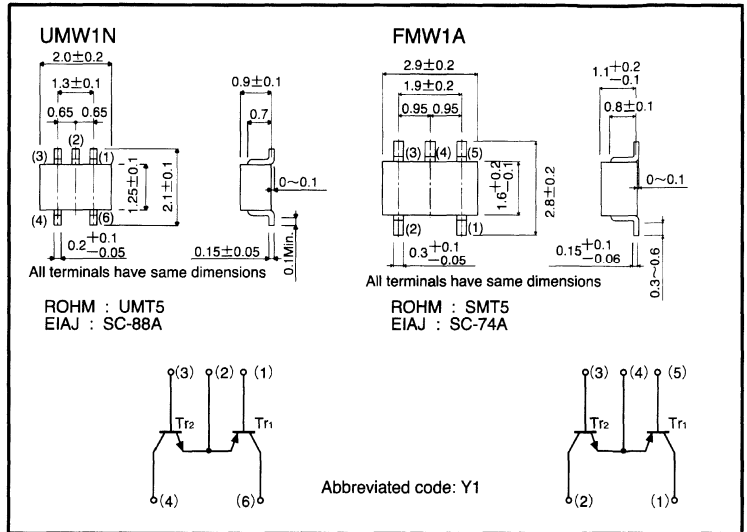 UMW1N
2.0±0.2
1.3±0.1
0.65 0.65
(2)
(3) (1)
(4) (6)
1.25±0.1
2.1±0.1
0.2 +0.1 −0.05
All terminals have same dimensions
0.9±0.1
0.7
0~0.1
0.15±0.05
0.1Min.
ROHM : UMT5
EIAJ : SC-88A
FMW1A
2.9±0.2
1.9±0.2
0.95 0.95
(3) (4) (5)
(2) (1)
1.6 +0.2 −0.1
2.8±0.2
0.3 +0.1 −0.05
All terminals have same dimensions
1.1 +0.2 −0.1
0.8±0.1
0~0.1
0.15 +0.1 −0.06
0.3~0.6
ROHM : SMT5
EIAJ : SC-74A
(3) (2) (1)
Tr2 Tr1
(4) (6)
Abbreviated code: Y1
(3) (4) (5)
Tr2 Tr1
(2) (1)